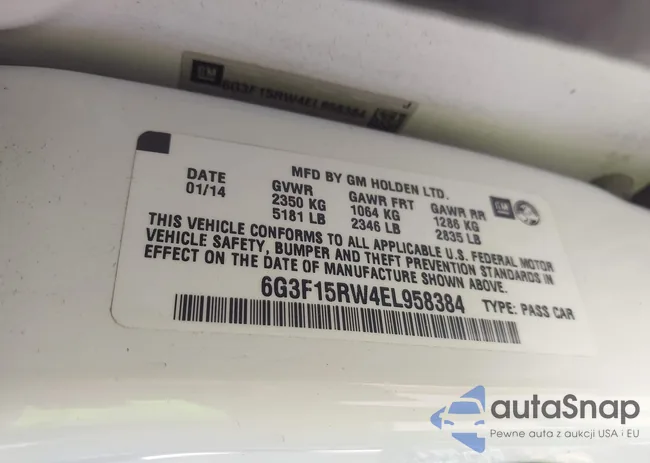 GM
6G3F15RW4EL958384
J
MFD BY GM HOLDEN LTD.
DATE GVWR GAWR FRT GAWR RR GM
01/14 2350 KG 1064 KG 1286 KG
5181 LB 2346 LB 2835 LB
THIS VEHICLE CONFORMS TO ALL APPLICABLE U.S. FEDERAL MOTOR
VEHICLE SAFETY, BUMPER AND THEFT PREVENTION STANDARDS IN
EFFECT ON THE DATE OF MANUFACTURE SHOWN ABOVE.
6G3F15RW4EL958384
TYPE: PASS CAR
autaSnap
Pewne auta z aukcji USA i EU